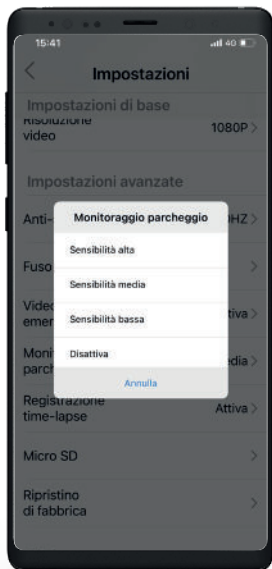 15:41
40
Impostazioni
Impostazioni di base
Risoluzione
video
1080P >
Impostazioni avanzate
Anti-
HZ >
Monitoraggio parcheggio
Sensibilità alta
Sensibilità media
Sensibilità bassa
Disattiva
Annulla
Fuso
Video
emer
tiva >
Moni
parch
edia >
Registrazione
time-lapse
Attiva >
Micro SD
Ripristino
di fabbrica